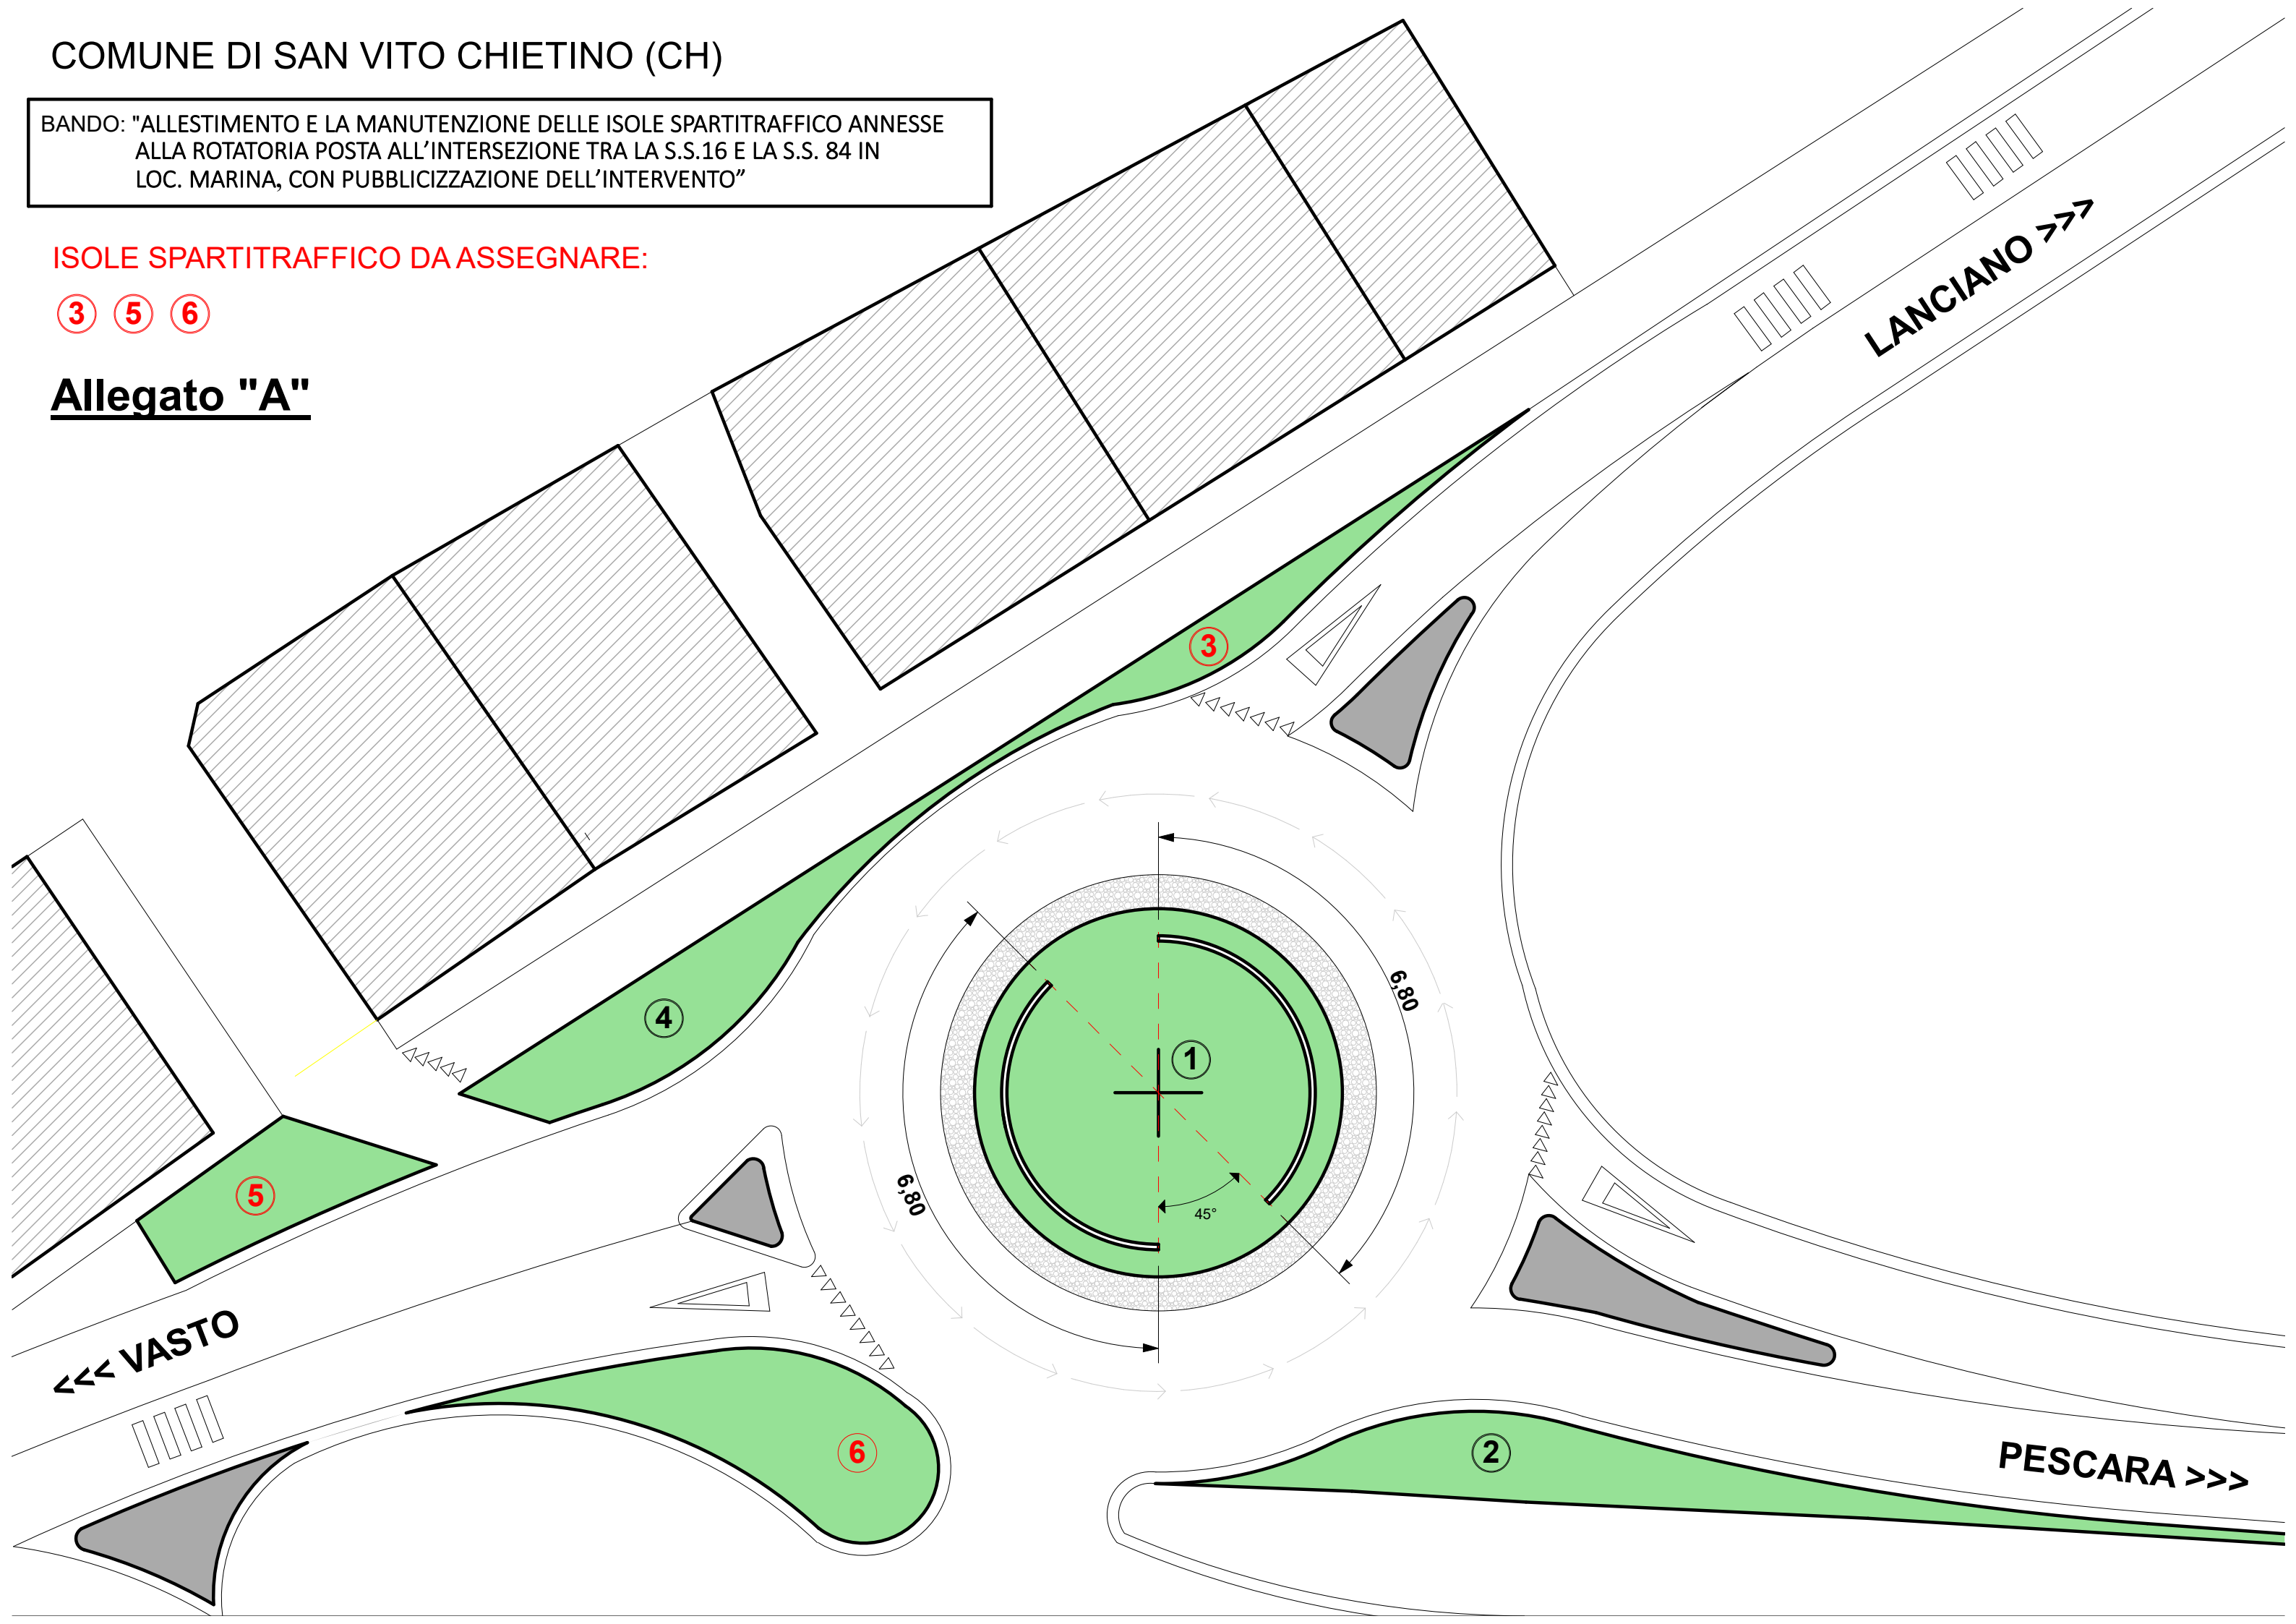 COMUNE DI SAN VITO CHIETINO (CH)
BANDO: "ALLESTIMENTO E LA MANUTENZIONE DELLE ISOLE SPARTITRAFFICO ANNESSE
ALLA ROTATORIA POSTA ALL’INTERSEZIONE TRA LA S.S.16 E LA S.S. 84 IN
LOC. MARINA, CON PUBBLICIZZAZIONE DELL’INTERVENTO”
ISOLE SPARTITRAFFICO DA ASSEGNARE:
3 5 6
Allegato "A"
LANCIANO >>>
3
6,80
4
1
5
6,80
45°
<<< VASTO
6
2
PESCARA >>>